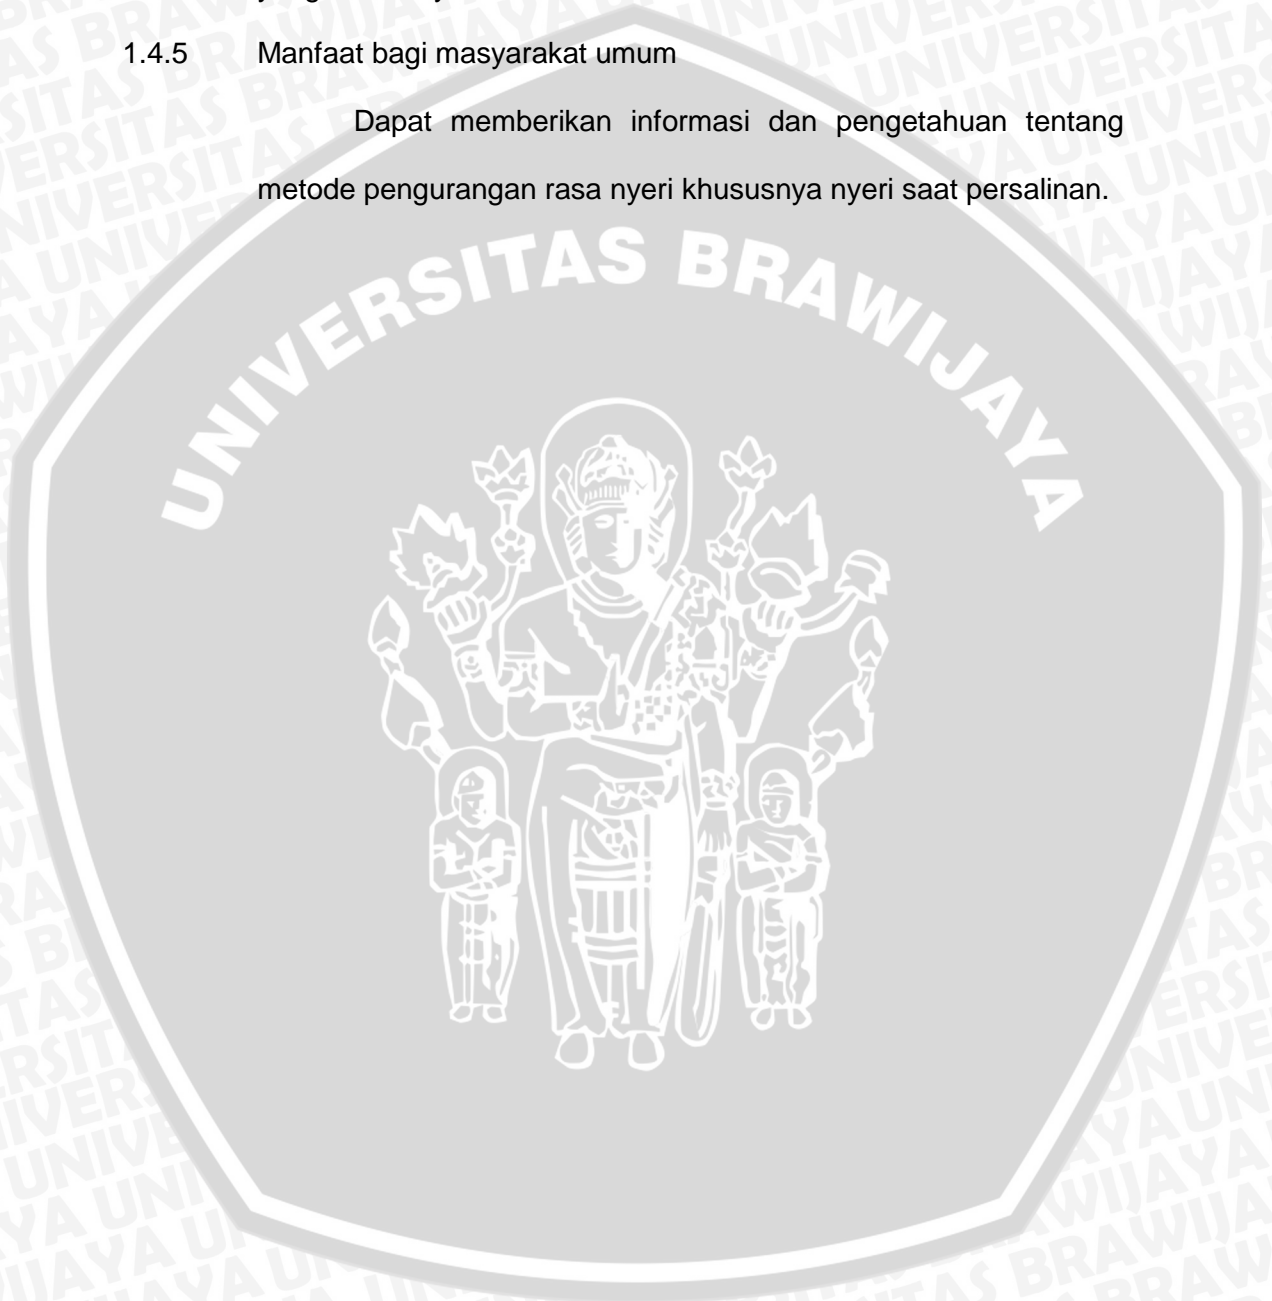 1.4.5 Manfaat bagi masyarakat umum
Dapat memberikan informasi dan pengetahuan tentang
metode pengurangan rasa nyeri khususnya nyeri saat persalinan.
UNIVERSITAS BRAWIJAYA